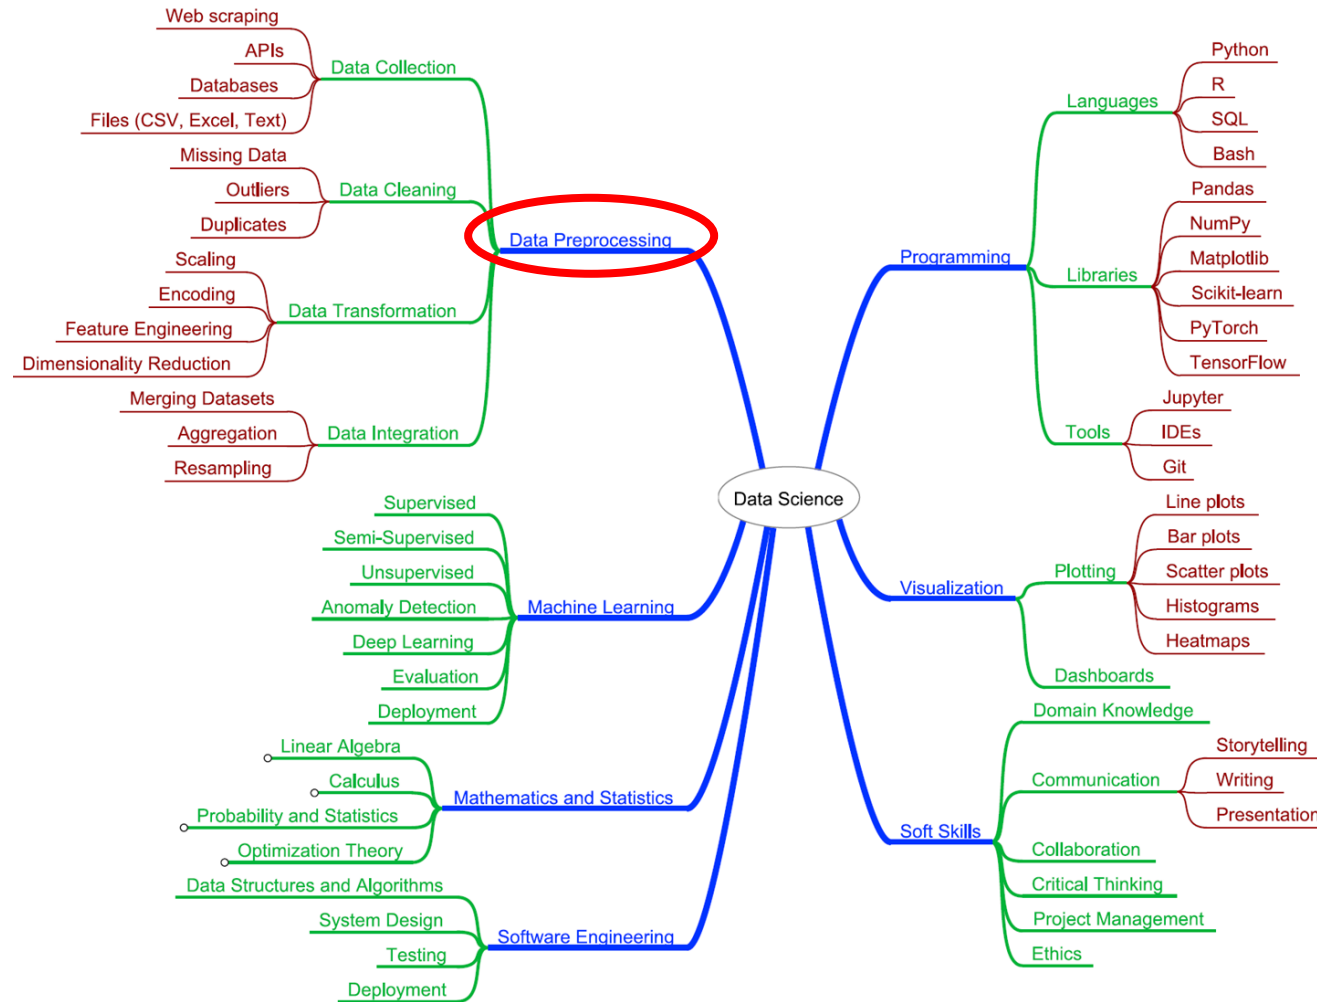 Web scraping
APIs
Databases
Files (CSV, Excel, Text)
Data Collection
Missing Data
Outliers
Duplicates
Data Cleaning
Data Preprocessing
Scaling
Encoding
Feature Engineering
Dimensionality Reduction
Data Transformation
Merging Datasets
Aggregation
Resampling
Data Integration
Supervised
Semi-Supervised
Unsupervised
Anomaly Detection
Deep Learning
Evaluation
Deployment
Machine Learning
Linear Algebra
Calculus
Probability and Statistics
Optimization Theory
Mathematics and Statistics
Data Structures and Algorithms
System Design
Testing
Deployment
Software Engineering
Data Science
Programming
Languages
Python
R
SQL
Bash
Libraries
Pandas
NumPy
Matplotlib
Scikit-learn
PyTorch
TensorFlow
Tools
Jupyter
IDEs
Git
Visualization
Plotting
Line plots
Bar plots
Scatter plots
Histograms
Heatmaps
Dashboards
Soft Skills
Domain Knowledge
Communication
Storytelling
Writing
Presentation
Collaboration
Critical Thinking
Project Management
Ethics